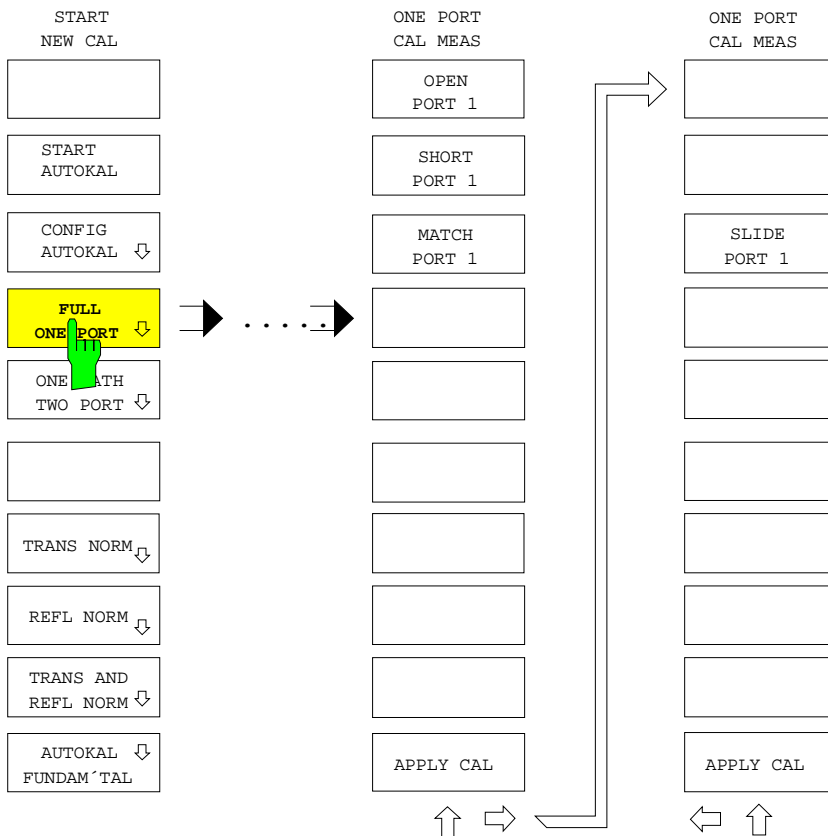 START
NEW CAL
START
AUTOKAL
CONFIG
AUTOKAL
FULL
ONE PORT
ONE ATH
TWO PORT
TRANS NORM
REFL NORM
TRANS AND
REFL NORM
AUTOKAL
FUNDAM´TAL
ONE PORT
CAL MEAS
OPEN
PORT 1
SHORT
PORT 1
MATCH
PORT 1
APPLY CAL
ONE PORT
CAL MEAS
SLIDE
PORT 1
APPLY CAL